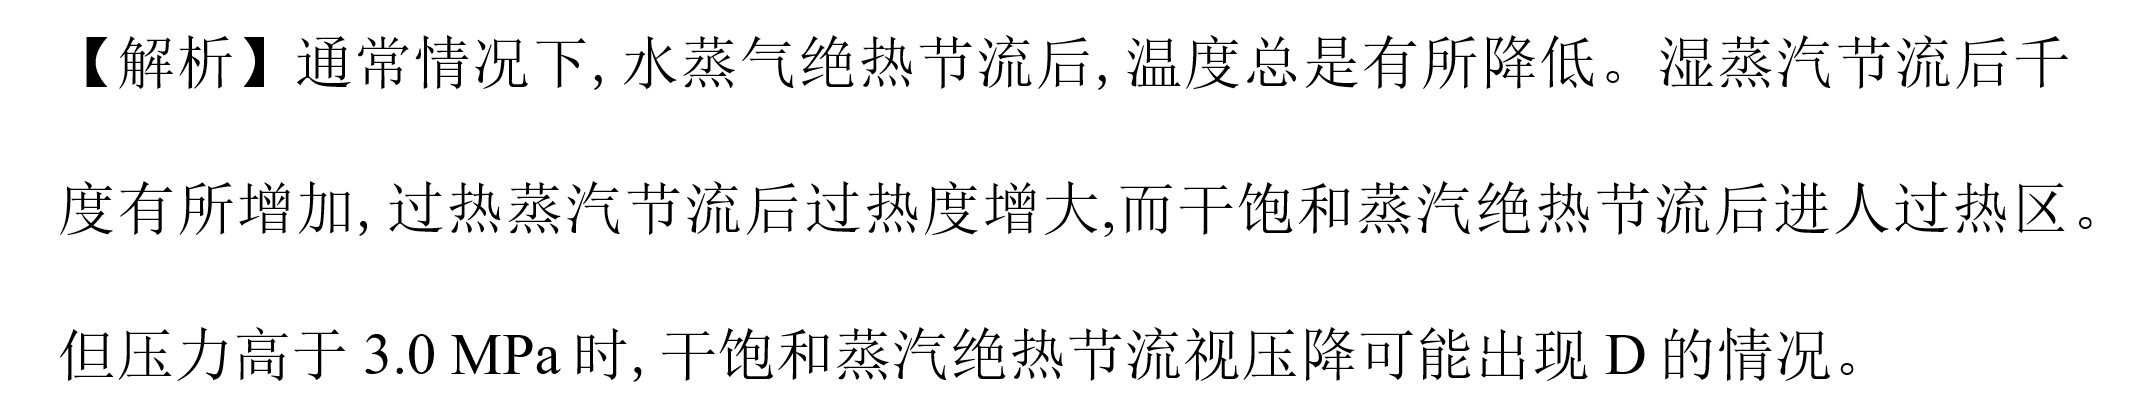 【解析】通常情况下, 水蒸气绝热节流后, 温度总是有所降低。湿蒸汽节流后千
度有所增加, 过热蒸汽节流后过热度增大,而干饱和蒸汽绝热节流后进人过热区。
但压力高于 3.0 MPa 时, 干饱和蒸汽绝热节流视压降可能出现 D 的情况。